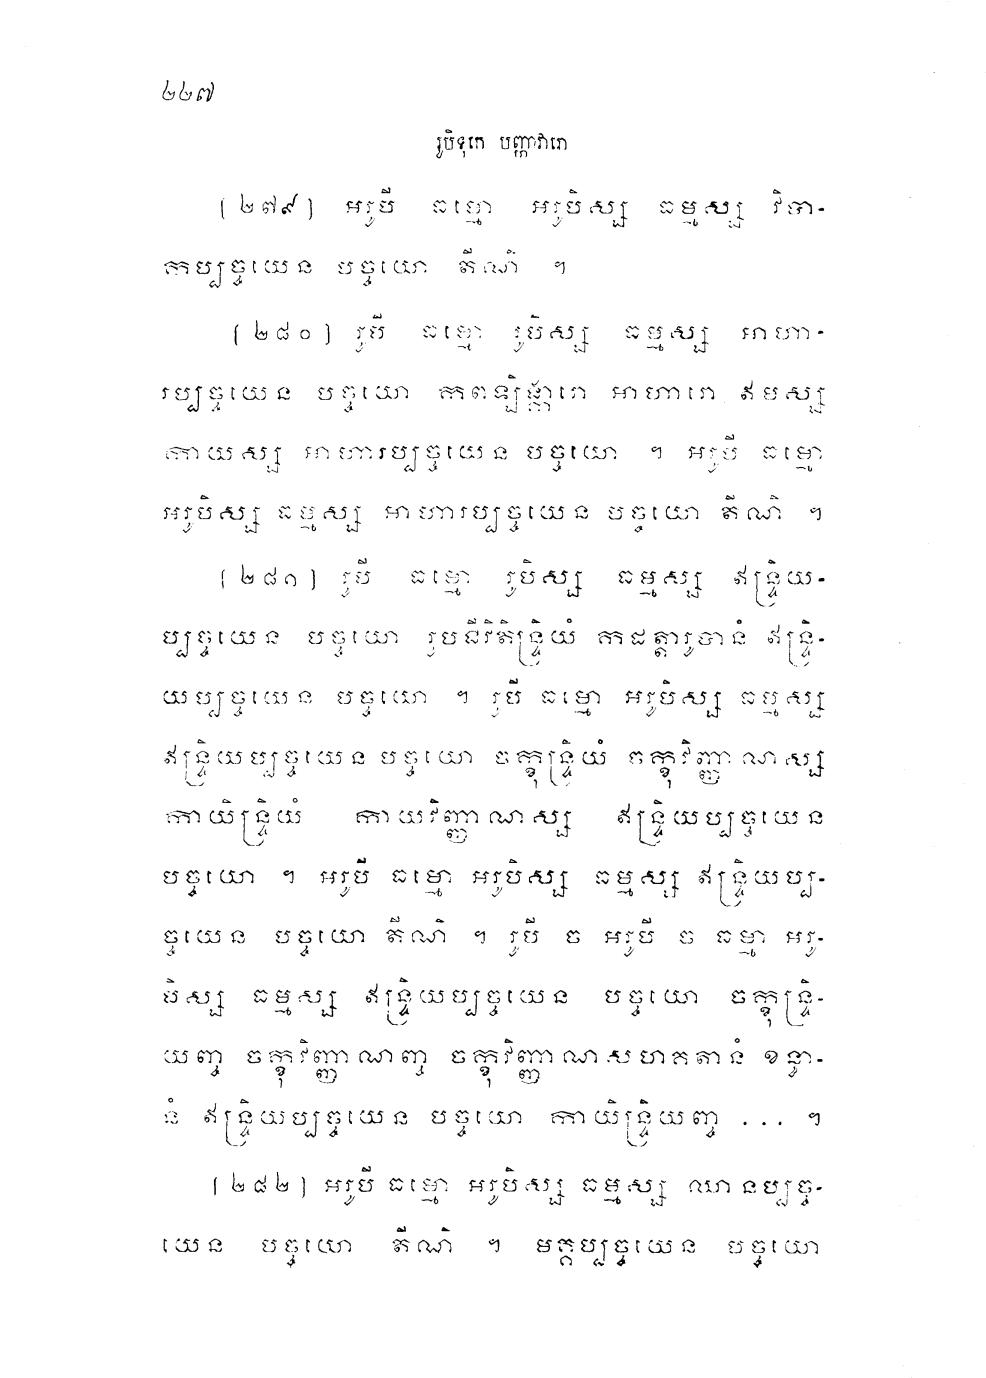 ២២៧
រូបិទុកេ បញ្ហាវារោ
[ ២៧៩ ] អរូបី ធម្មោ អរូបិស្ស ធម្មស្ស វិបា-
កប្បច្ចយេន បច្ចយោ តីណិ ។
[ ២៨០ ] រូបី ធម្មោ រូបិស្ស ធម្មស្ស អាហា-
រប្បច្ចយេន បច្ចយោ កពឡិង្ការោ អាហារោ ឥមស្ស
កាយស្ស អាហារប្បច្ចយេន បច្ចយោ ។ អរូបី ធម្មោ
អរូបិស្ស ធម្មស្ស អាហារប្បច្ចយេន បច្ចយោ តីណិ ។
[ ២៨១ ] រូបី ធម្មោ រូបិស្ស ធម្មស្ស ឥន្ទ្រិយ-
ប្បច្ចយេន បច្ចយោ រូបជីវិតិន្ទ្រិយំ កដត្តារូបានំ ឥន្ទ្រិ-
យប្បច្ចយេន បច្ចយោ ។ រូបី ធម្មោ អរូបិស្ស ធម្មស្ស
ឥន្ទ្រិយប្បច្ចយេន បច្ចយោ ចក្ខុន្ទ្រិយំ ចក្ខុវិញ្ញាណស្ស
កាយិន្ទ្រិយំ កាយវិញ្ញាណស្ស ឥន្ទ្រិយប្បច្ចយេន
បច្ចយោ ។ អរូបី ធម្មោ អរូបិស្ស ធម្មស្ស ឥន្ទ្រិយប្ប-
ច្ចយេន បច្ចយោ តីណិ ។ រូបី ច អរូបី ច ធម្មា អរូ-
បិស្ស ធម្មស្ស ឥន្ទ្រិយប្បច្ចយេន បច្ចយោ ចក្ខុន្ទ្រិ-
យញ្ច ចក្ខុវិញ្ញាណញ្ច ចក្ខុវិញ្ញាណសហគតានំ ខន្ធា-
នំ ឥន្ទ្រិយប្បច្ចយេន បច្ចយោ កាយិន្ទ្រិយញ្ច ... ។
[ ២៨២ ] អរូបី ធម្មោ អរូបិស្ស ធម្មស្ស ឈានប្បច្ច-
យេន បច្ចយោ តីណិ ។ មគ្គប្បច្ចយេន បច្ចយោ